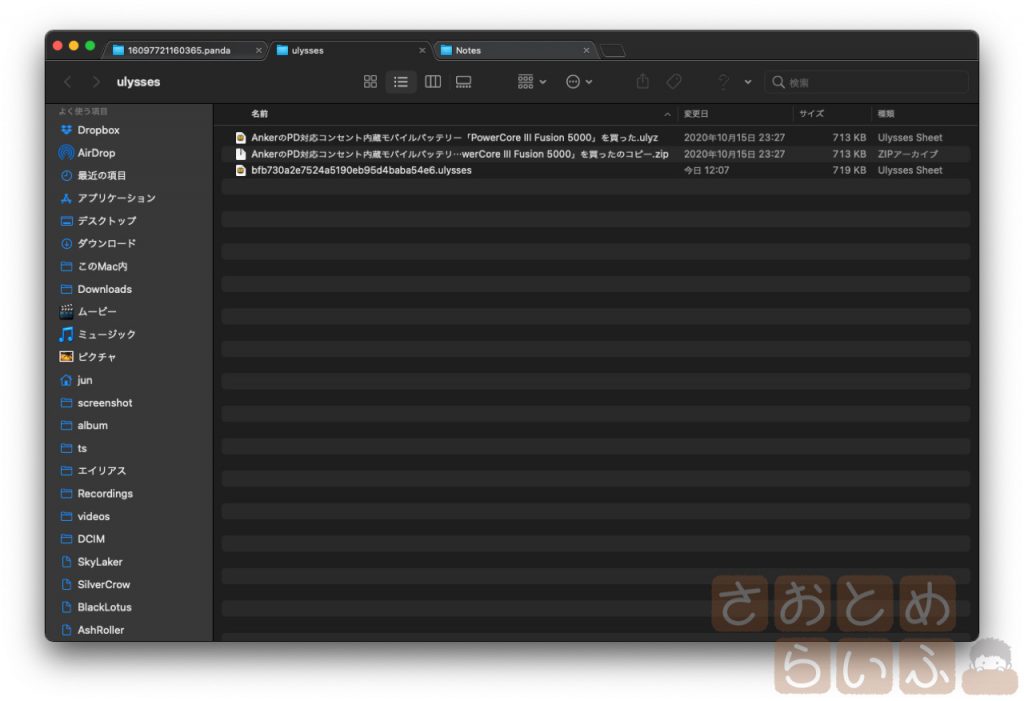 16097721160365.panda
ulysses
Notes
ulysses
検索
よく使う項目
Dropbox
AirDrop
最近の項目
アプリケーション
デスクトップ
ダウンロード
このMac内
Downloads
ムービー
ミュージック
ピクチャ
jun
screenshot
album
ts
エイリアス
Recordings
videos
DCIM
SkyLaker
SilverCrow
BlackLotus
AshRoller
名前 変更日 サイズ 種類
AnkerのPD対応コンセント内蔵モバイルバッテリー「PowerCore III Fusion 5000」を買った.ulyz 2020年10月15日 23:27 713 KB Ulysses Sheet
AnkerのPD対応コンセント内蔵モバイルバッテリ…werCore III Fusion 5000」を買ったのコピー.zip 2020年10月15日 23:27 713 KB ZIPアーカイブ
bfb730a2e7524a5190eb95d4baba54e6.ulysses 今日 12:07 719 KB Ulysses Sheet
さおとめ
らいふ